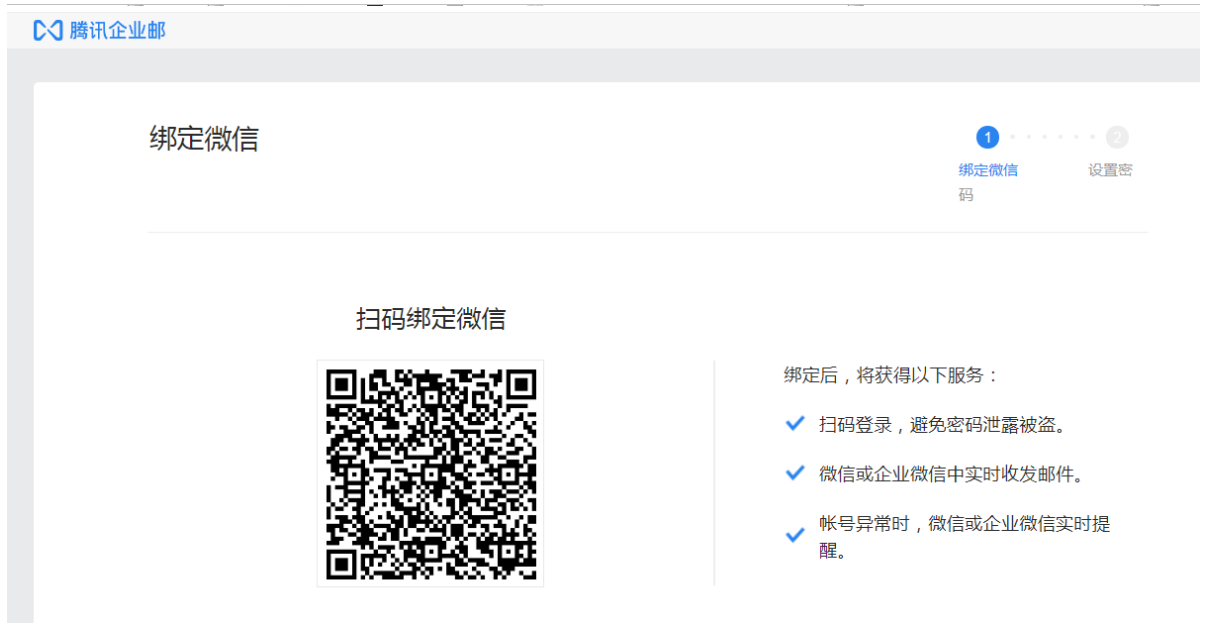 腾讯企业邮
绑定微信
1
2
绑定微信 设置密
码
扫码绑定微信
绑定后，将获得以下服务：
扫码登录，避免密码泄露被盗。
微信或企业微信中实时收发邮件。
帐号异常时，微信或企业微信实时提
醒。